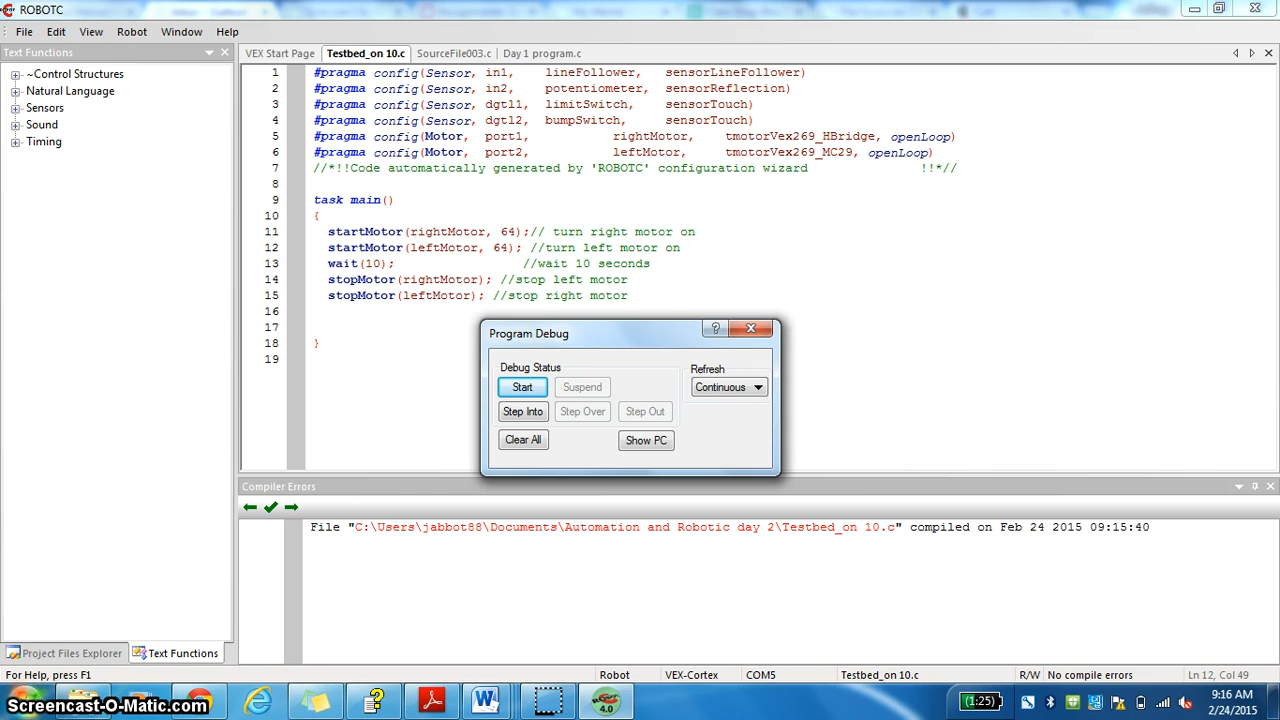 ROBOTC
File Edit View Robot Window Help
Text Functions
~Control Structures
Natural Language
Sensors
Sound
Timing
Project Files Explorer Text Functions
VEX Start Page Testbed_on 10.c SourceFile003.c Day 1 program.c
1 #pragma config(Sensor, in1, lineFollower, sensorLineFollower)
2 #pragma config(Sensor, in2, potentiometer, sensorReflection)
3 #pragma config(Sensor, dgtl1, limitSwitch, sensorTouch)
4 #pragma config(Sensor, dgtl2, bumpSwitch, sensorTouch)
5 #pragma config(Motor, port1, rightMotor, tmotorVex269_HBridge, openLoop)
6 #pragma config(Motor, port2, leftMotor, tmotorVex269_MC29, openLoop)
7 //*!!Code automatically generated by 'ROBOTC' configuration wizard !!*//
8
9 task main()
10 {
11 startMotor(rightMotor, 64);// turn right motor on
12 startMotor(leftMotor, 64); //turn left motor on
13 wait(10); //wait 10 seconds
14 stopMotor(rightMotor); //stop left motor
15 stopMotor(leftMotor); //stop right motor
16
17
18 }
19
Program Debug
Debug Status Refresh
Start Suspend Continuous
Step Into Step Over Step Out
Clear All Show PC
Compiler Errors
File "C:\Users\jabbot88\Documents\Automation and Robotic day 2\Testbed_on 10.c" compiled on Feb 24 2015 09:15:40
For Help, press F1 Robot VEX-Cortex COM5 Testbed_on 10.c R/W No compile errors Ln 12, Col 49
Screencast-O-Matic.com
4.0
(1:25)
9:16 AM
2/24/2015